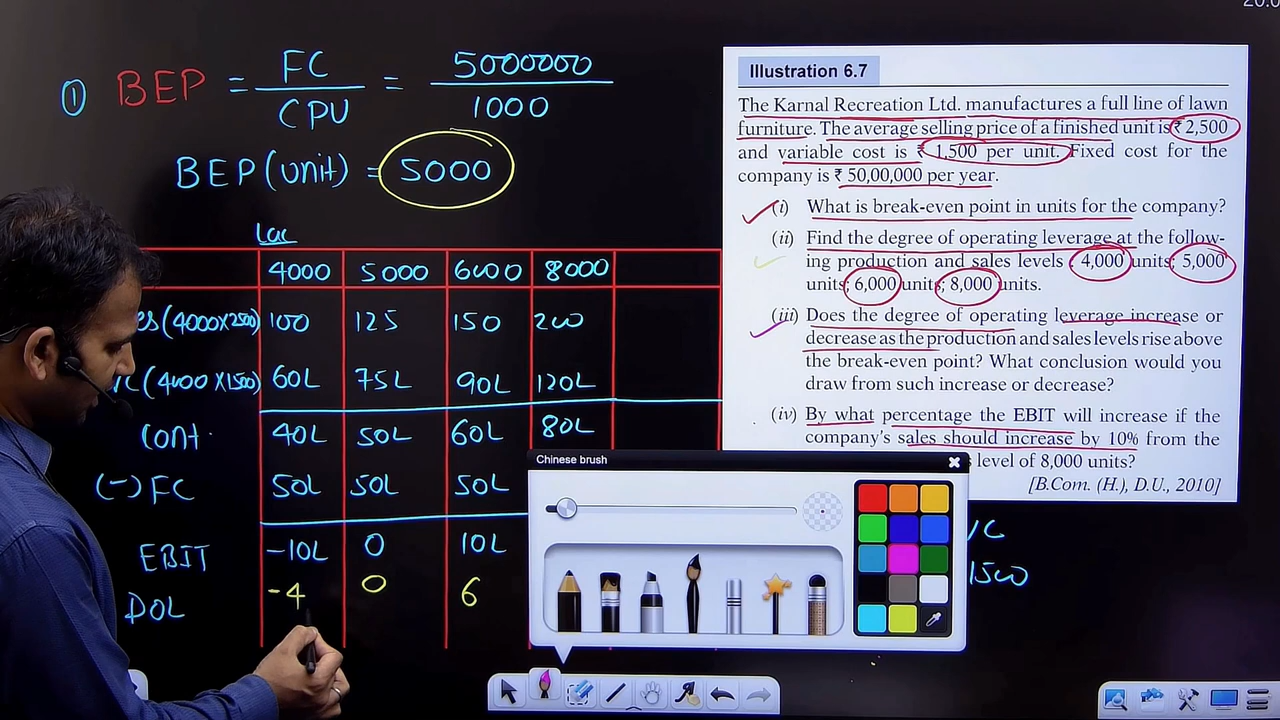 ① BEP = FC / CPU = 5000000 / 1000
BEP (unit) = 5000
Lac
4000 5000 6000 8000
(4000X2500) 100 125 150 200
(4000 X1500) 60L 75L 90L 120L
Cont. 40L 50L 60L 80L
(-) FC 50L 50L 50L
EBIT -10L 0 10L
DOL -4 0 6
Illustration 6.7
The Karnal Recreation Ltd. manufactures a full line of lawn
furniture. The average selling price of a finished unit is ₹ 2,500
and variable cost is ₹ 1,500 per unit. Fixed cost for the
company is ₹ 50,00,000 per year.
(i) What is break-even point in units for the company?
(ii) Find the degree of operating leverage at the follow-
ing production and sales levels 4,000 units; 5,000
units; 6,000 units; 8,000 units.
(iii) Does the degree of operating leverage increase or
decrease as the production and sales levels rise above
the break-even point? What conclusion would you
draw from such increase or decrease?
(iv) By what percentage the EBIT will increase if the
company's sales should increase by 10% from the
level of 8,000 units?
[B.Com. (H.), D.U., 2010]
Chinese brush
1500